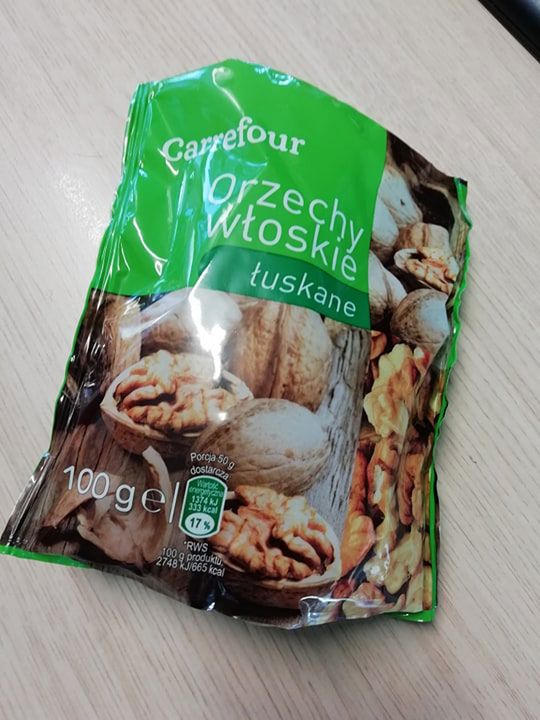 Carrefour
Orzechy
włoskie
łuskane
100 g e
Porcja 50 g
dostarcza
Wartość
energetyczna
1374 kJ
333 kcal
17%
*RWS
100 g produktu:
2748 kJ/665 kcal